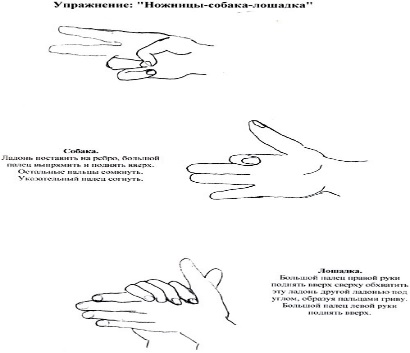 Упражнение: "Ножницы-собака-лошадка"
Собака.
Ладонь поставить на ребро, большой
палец выпрямить и поднять вверх.
Остальные пальцы сомкнуть.
Указательный палец согнуть.
Лошадка.
Большой палец правой руки
поднять вверх сверху обхватить
эту ладонь другой ладонью под
углом, образуя пальцами гриву.
Большой палец левой руки
поднять вверх.